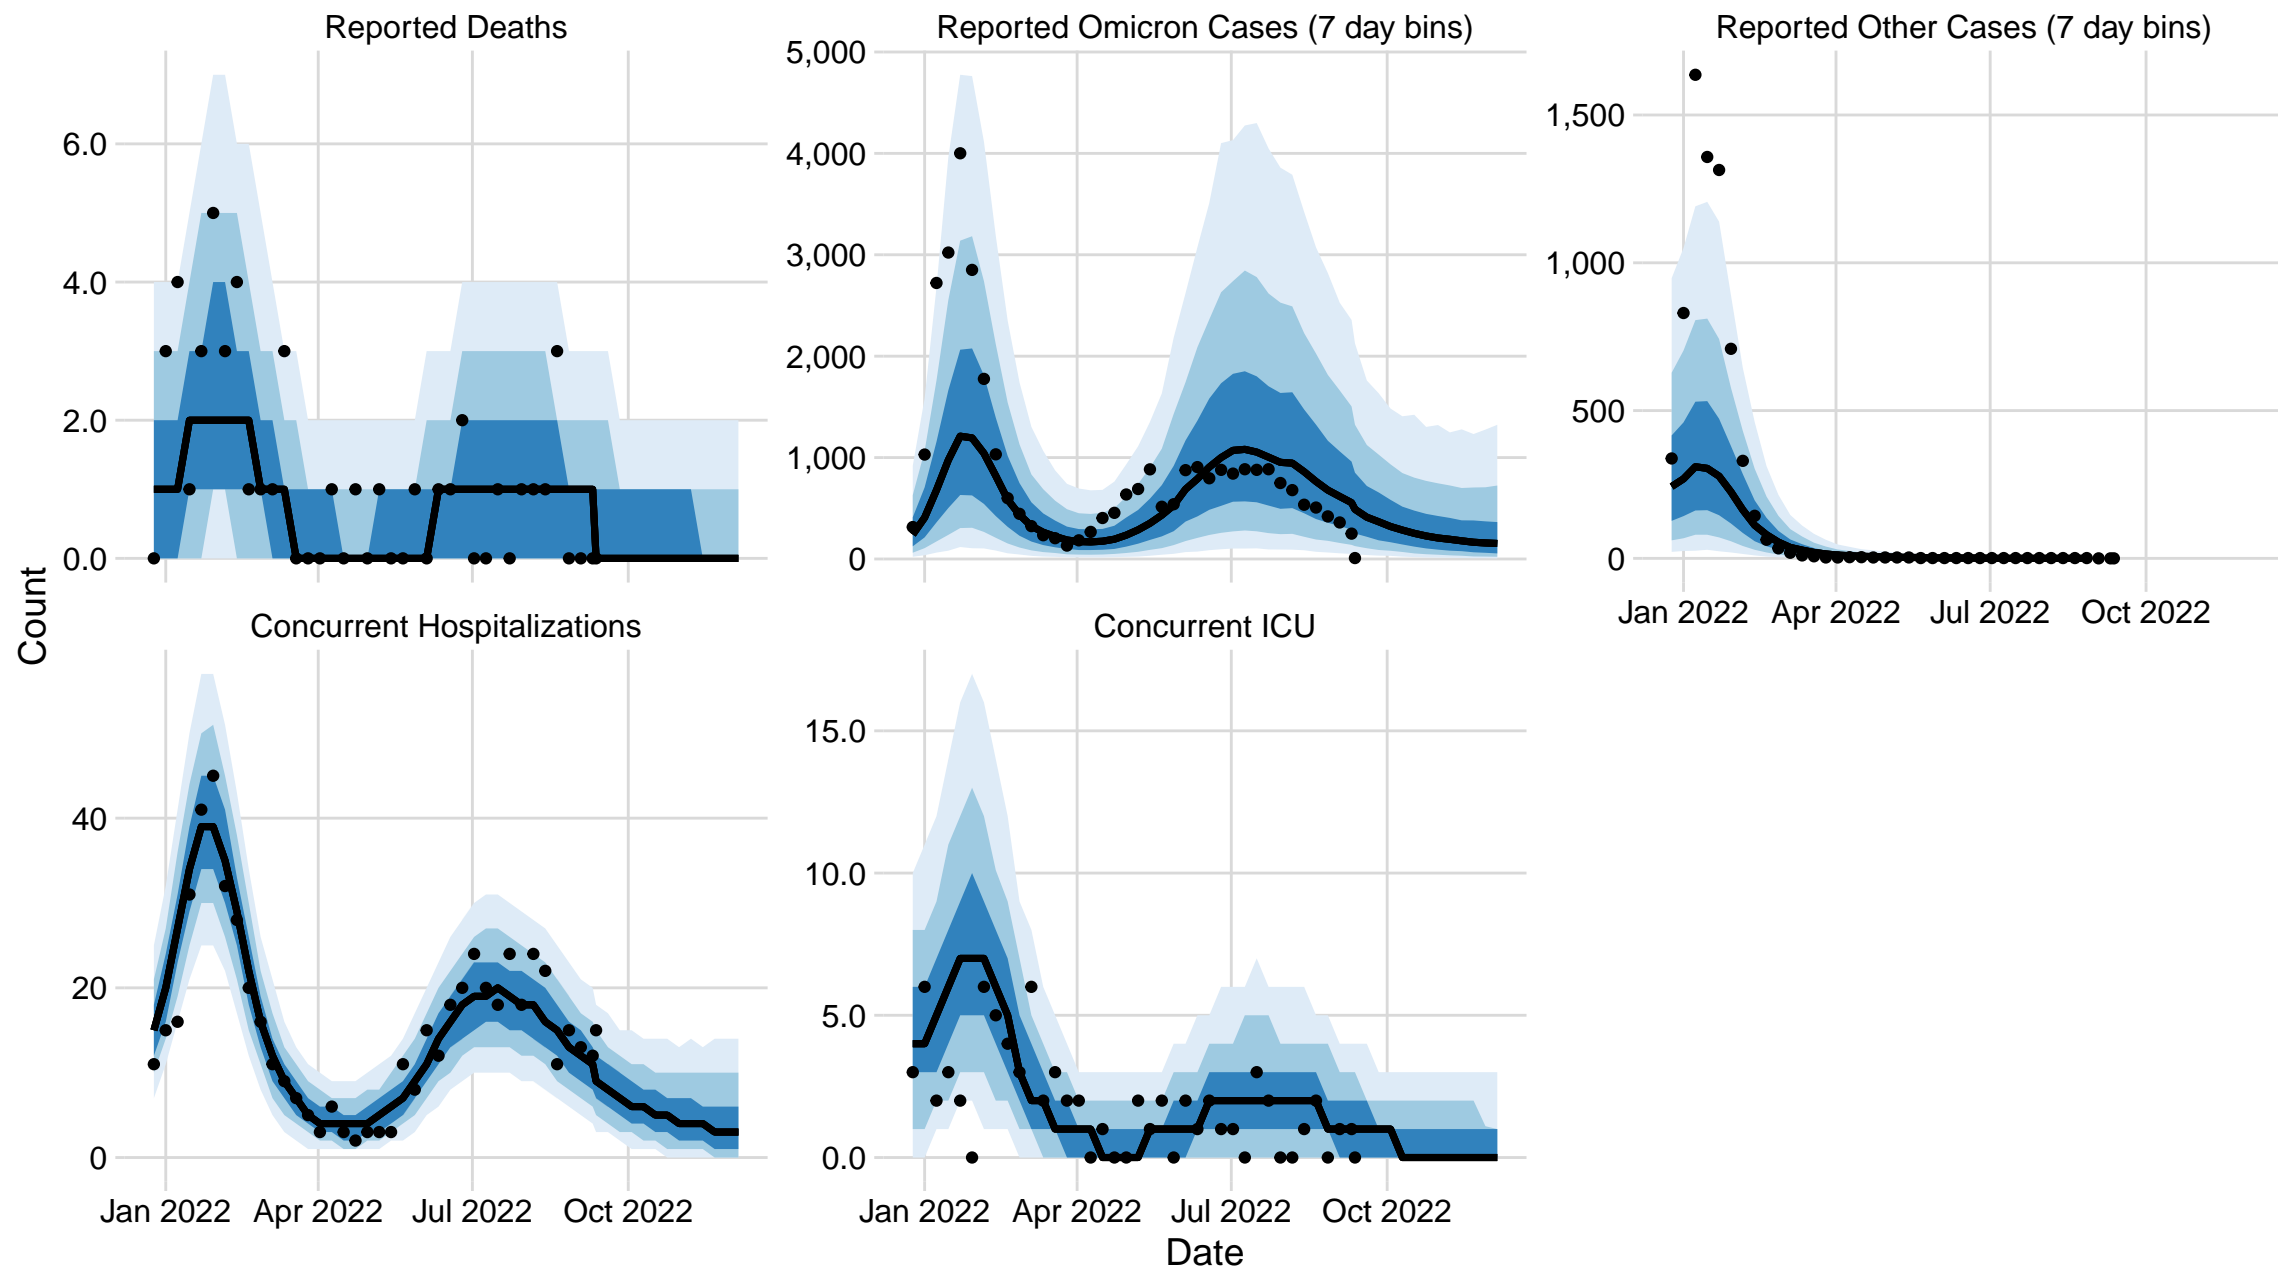 Reported Deaths
Reported Omicron Cases (7 day bins)
Reported Other Cases (7 day bins)
6.0
4.0
2.0
0.0
5,000
4,000
3,000
2,000
1,000
0
1,500
1,000
500
0
Jan 2022 Apr 2022 Jul 2022 Oct 2022
Count
Concurrent Hospitalizations
Concurrent ICU
40
20
0
15.0
10.0
5.0
0.0
Jan 2022 Apr 2022 Jul 2022 Oct 2022
Jan 2022 Apr 2022 Jul 2022 Oct 2022
Date